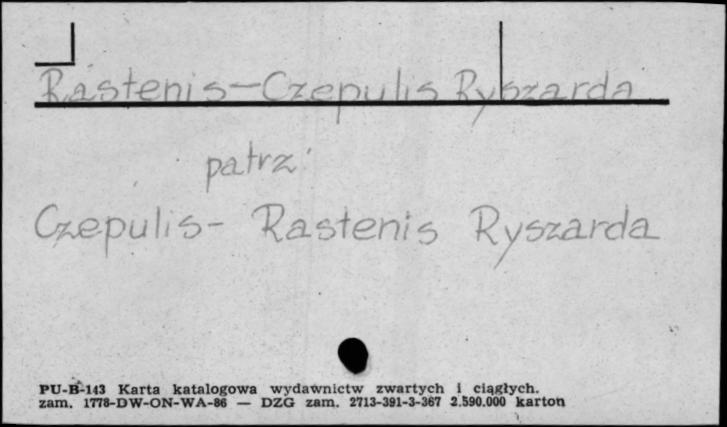 Rastenis-Czepulis Ryszarda
patrz:
Czepulis-Rastenis Ryszarda
PU-B-143 Karta katalogowa wydawnictw zwartych i ciągłych.
zam. 1778-DW-ON-WA-86 — DZG zam. 2713-391-3-367 2.590.000 karton